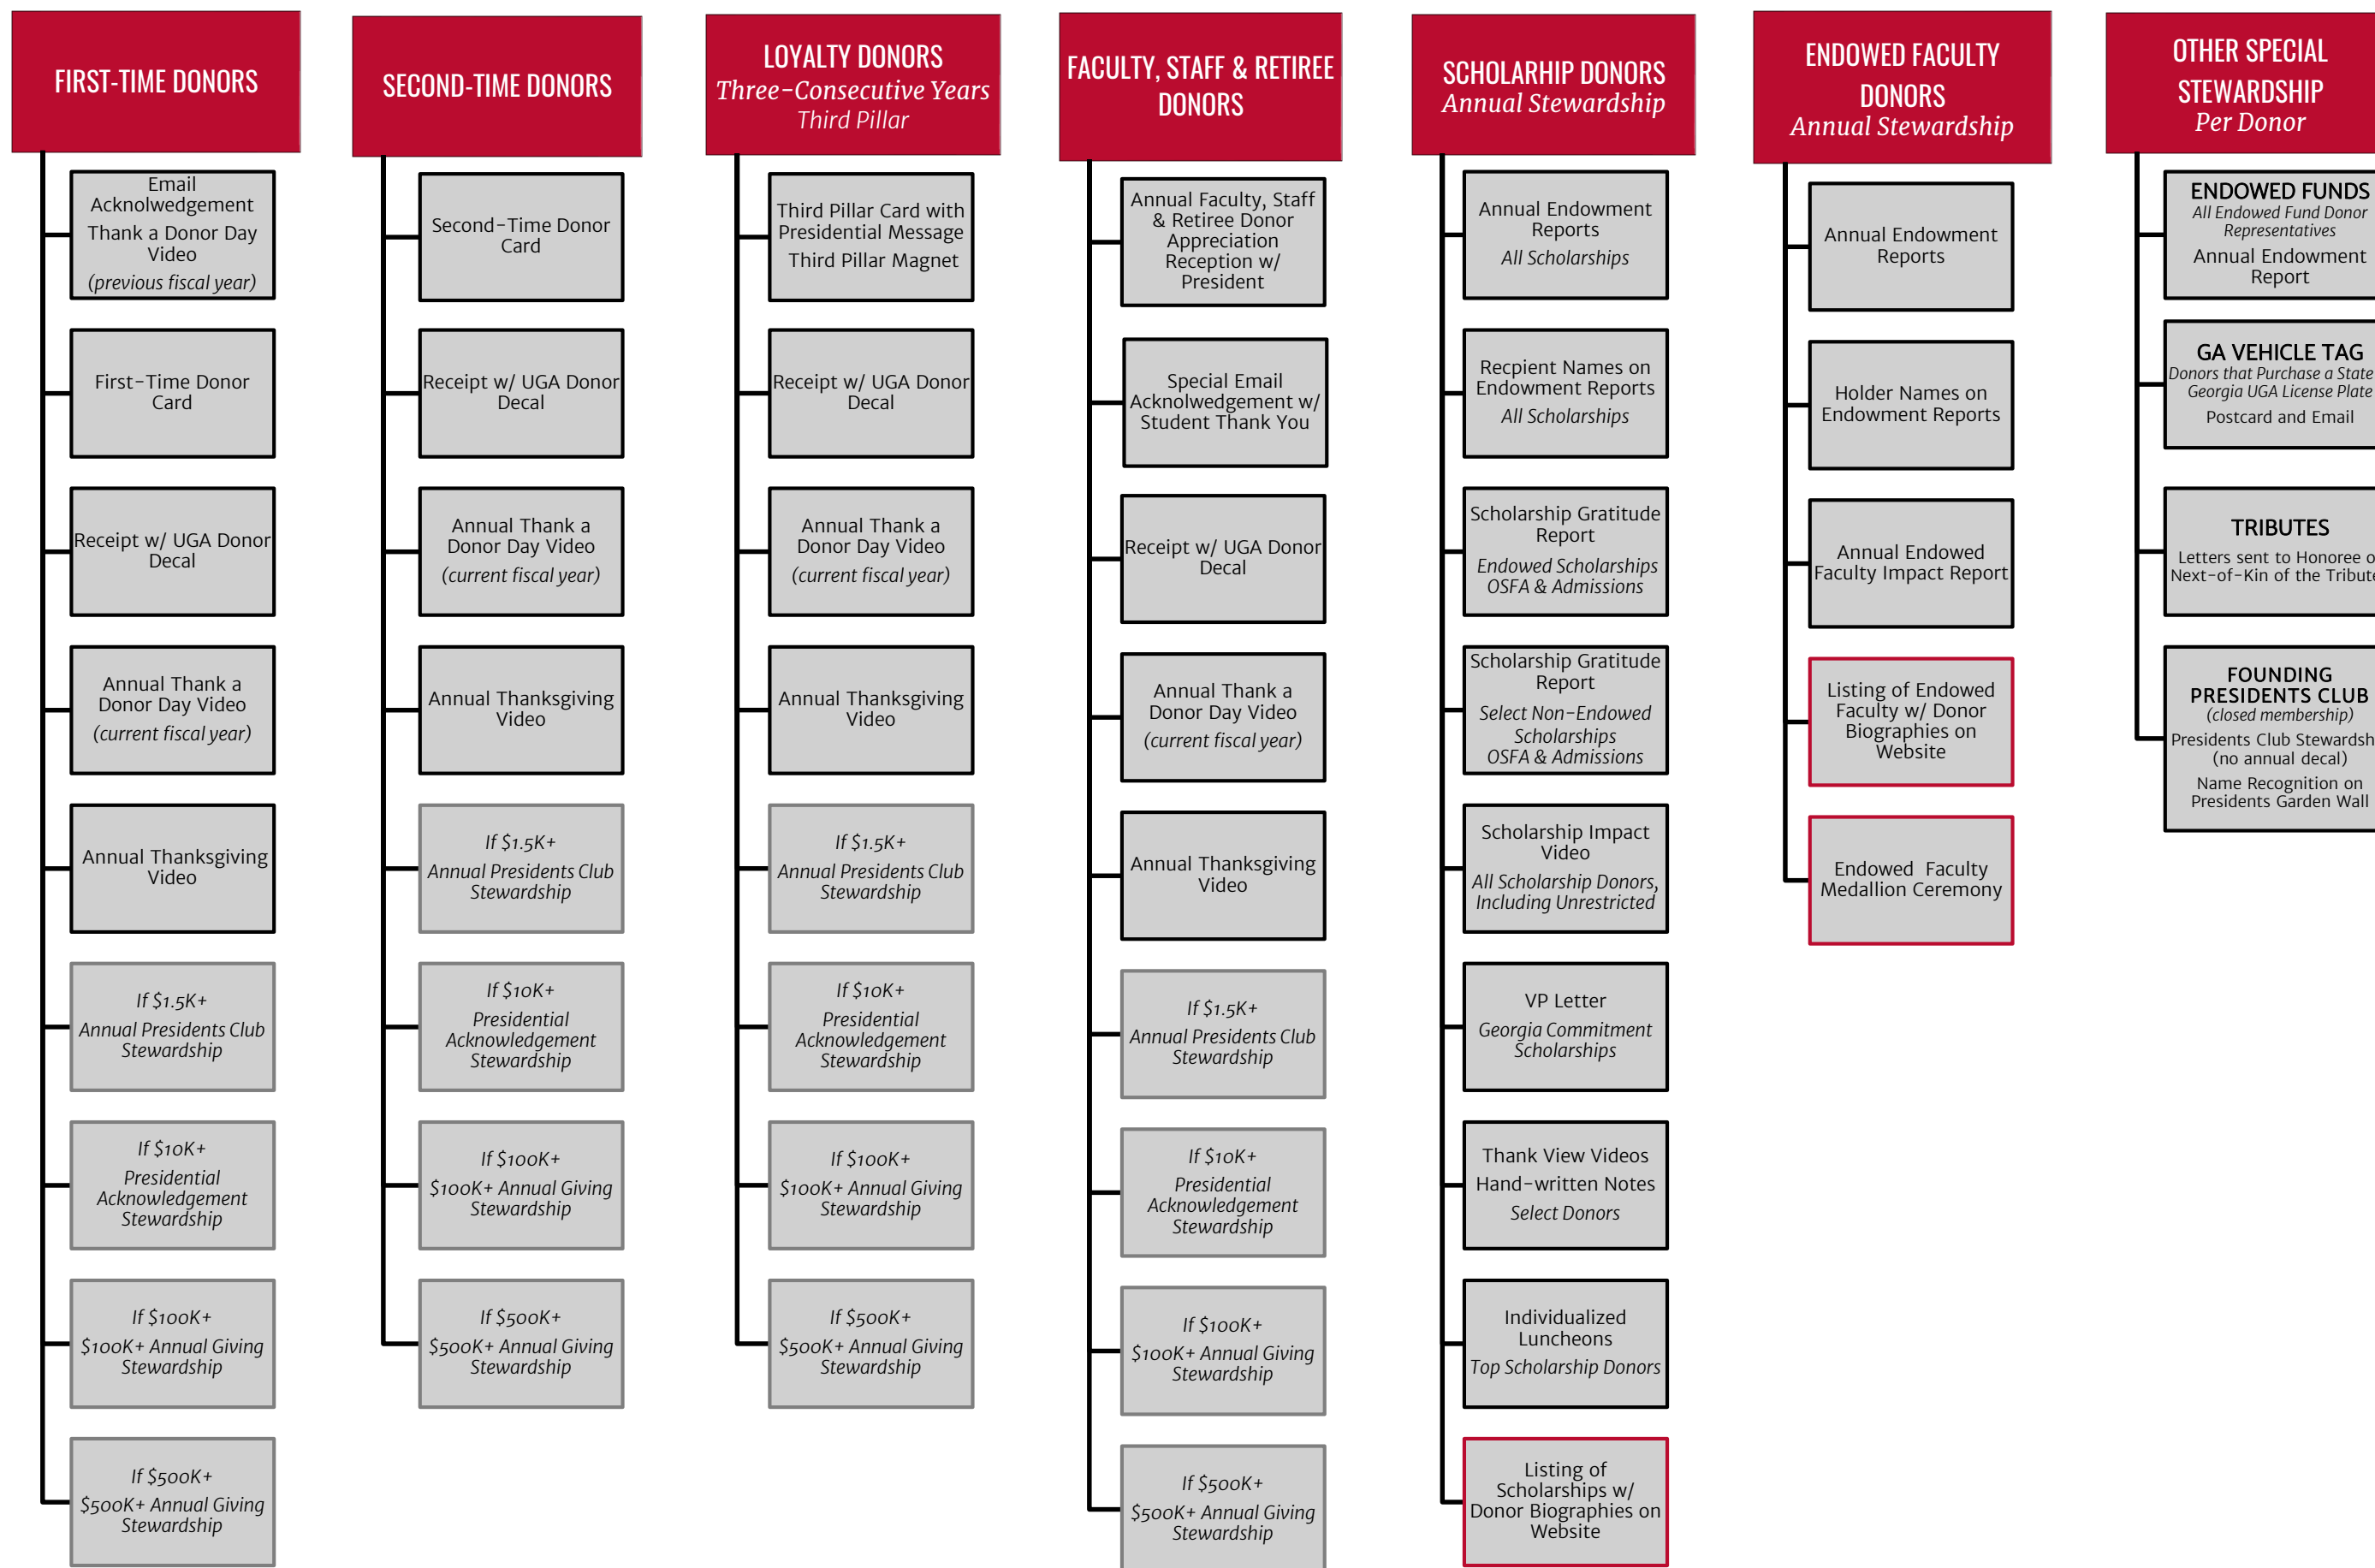 FIRST-TIME DONORS
Email
Acknolwedgement
Thank a Donor Day
Video
(previous fiscal year)
First-Time Donor
Card
Receipt w/ UGA Donor
Decal
Annual Thank a
Donor Day Video
(current fiscal year)
Annual Thanksgiving
Video
If $1.5K+
Annual Presidents Club
Stewardship
If $10K+
Presidential
Acknowledgement
Stewardship
If $100K+
$100K+ Annual Giving
Stewardship
If $500K+
$500K+ Annual Giving
Stewardship
SECOND-TIME DONORS
Second-Time Donor
Card
Receipt w/ UGA Donor
Decal
Annual Thank a
Donor Day Video
(current fiscal year)
Annual Thanksgiving
Video
If $1.5K+
Annual Presidents Club
Stewardship
If $10K+
Presidential
Acknowledgement
Stewardship
If $100K+
$100K+ Annual Giving
Stewardship
If $500K+
$500K+ Annual Giving
Stewardship
LOYALTY DONORS
Three-Consecutive Years
Third Pillar
Third Pillar Card with
Presidential Message
Third Pillar Magnet
Receipt w/ UGA Donor
Decal
Annual Thank a
Donor Day Video
(current fiscal year)
Annual Thanksgiving
Video
If $1.5K+
Annual Presidents Club
Stewardship
If $10K+
Presidential
Acknowledgement
Stewardship
If $100K+
$100K+ Annual Giving
Stewardship
If $500K+
$500K+ Annual Giving
Stewardship
FACULTY, STAFF & RETIREE
DONORS
Annual Faculty, Staff
& Retiree Donor
Appreciation
Reception w/
President
Special Email
Acknolwedgement w/
Student Thank You
Receipt w/ UGA Donor
Decal
Annual Thank a
Donor Day Video
(current fiscal year)
Annual Thanksgiving
Video
If $1.5K+
Annual Presidents Club
Stewardship
If $10K+
Presidential
Acknowledgement
Stewardship
If $100K+
$100K+ Annual Giving
Stewardship
If $500K+
$500K+ Annual Giving
Stewardship
SCHOLARHIP DONORS
Annual Stewardship
Annual Endowment
Reports
All Scholarships
Recpient Names on
Endowment Reports
All Scholarships
Scholarship Gratitude
Report
Endowed Scholarships
OSFA & Admissions
Scholarship Gratitude
Report
Select Non-Endowed
Scholarships
OSFA & Admissions
Scholarship Impact
Video
All Scholarship Donors,
Including Unrestricted
VP Letter
Georgia Commitment
Scholarships
Thank View Videos
Hand-written Notes
Select Donors
Individualized
Luncheons
Top Scholarship Donors
Listing of
Scholarships w/
Donor Biographies on
Website
ENDOWED FACULTY
DONORS
Annual Stewardship
Annual Endowment
Reports
Holder Names on
Endowment Reports
Annual Endowed
Faculty Impact Report
Listing of Endowed
Faculty w/ Donor
Biographies on
Website
Endowed Faculty
Medallion Ceremony
OTHER SPECIAL
STEWARDSHIP
Per Donor
ENDOWED FUNDS
All Endowed Fund Donor
Representatives
Annual Endowment
Report
GA VEHICLE TAG
Donors that Purchase a State
Georgia UGA License Plate
Postcard and Email
TRIBUTES
Letters sent to Honoree
Next-of-Kin of the
FOUNDING
PRESIDENTS CLUB
(closed membership)
Presidents Club
(no annual decal)
Name Recognition on
Presidents Garden Wall